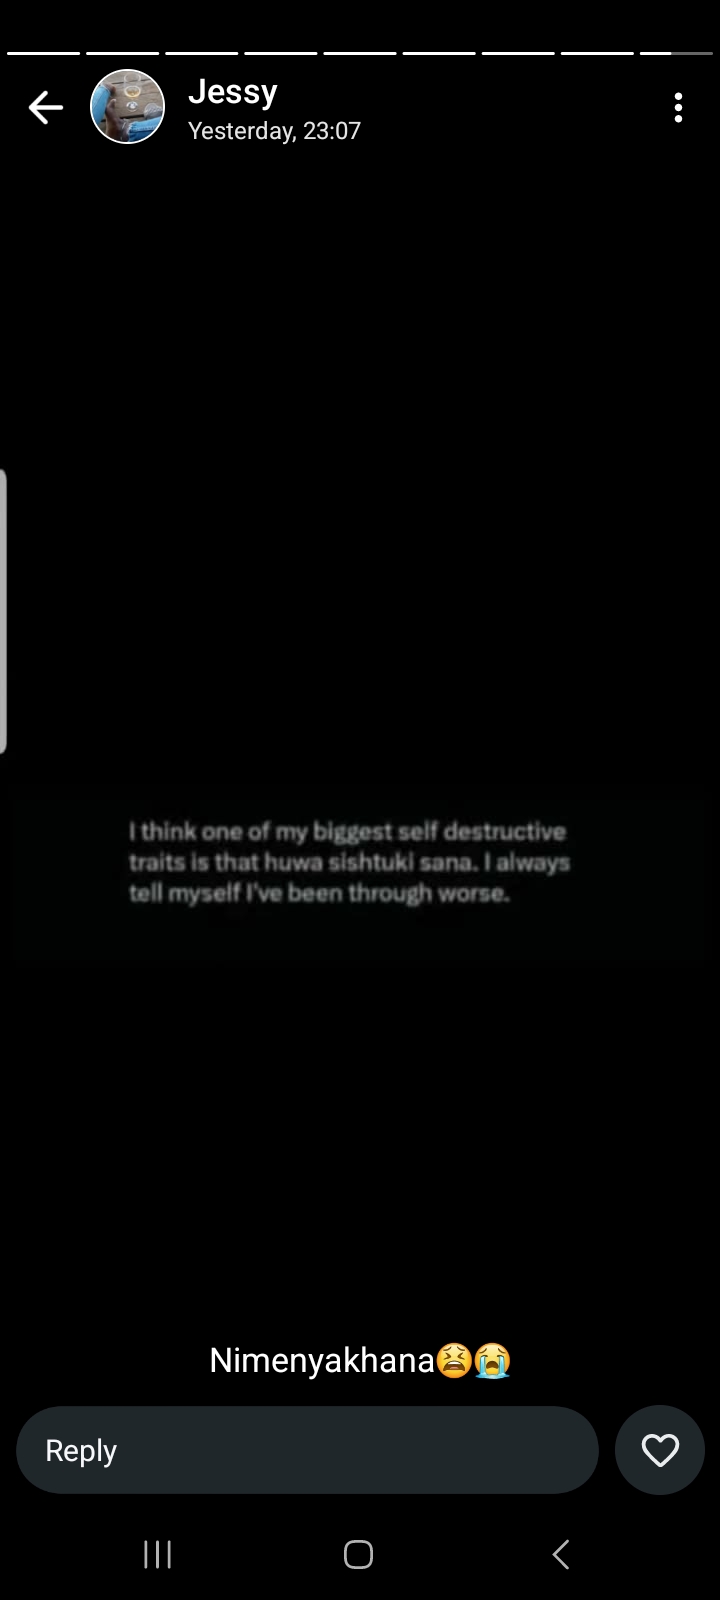 Jessy
Yesterday, 23:07
I think one of my biggest self destructive
traits is that huwa sishtuki sana. I always
tell myself I've been through worse.
Nimenyakhana😫😭
Reply